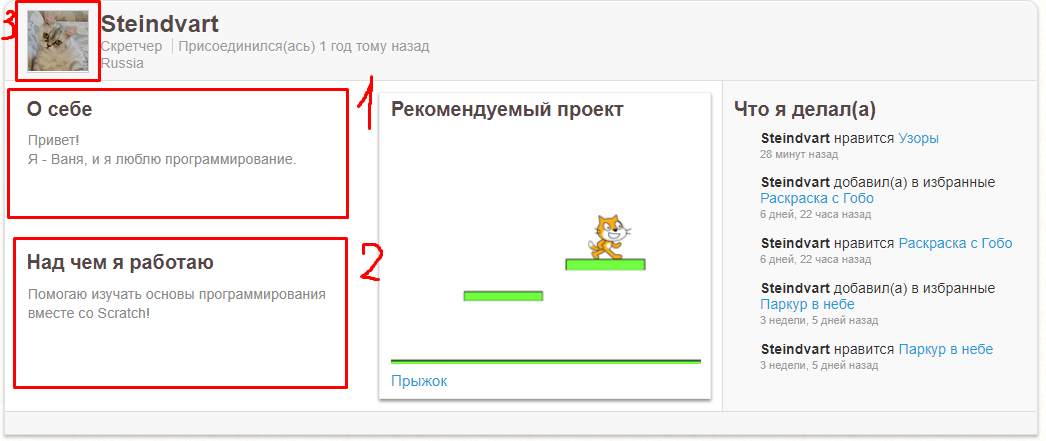 3
Steindvart
Скретчер | Присоединился(ась) 1 год тому назад
Russia
1
О себе
Привет!
Я - Ваня, и я люблю программирование.
2
Над чем я работаю
Помогаю изучать основы программирования
вместе со Scratch!
Рекомендуемый проект
Прыжок
Что я делал(а)
Steindvart нравится Узоры
28 минут назад
Steindvart добавил(а) в избранные
Раскраска с Гобо
6 дней, 22 часа назад
Steindvart нравится Раскраска с Гобо
6 дней, 22 часа назад
Steindvart добавил(а) в избранные
Паркур в небе
3 недели, 5 дней назад
Steindvart нравится Паркур в небе
3 недели, 5 дней назад